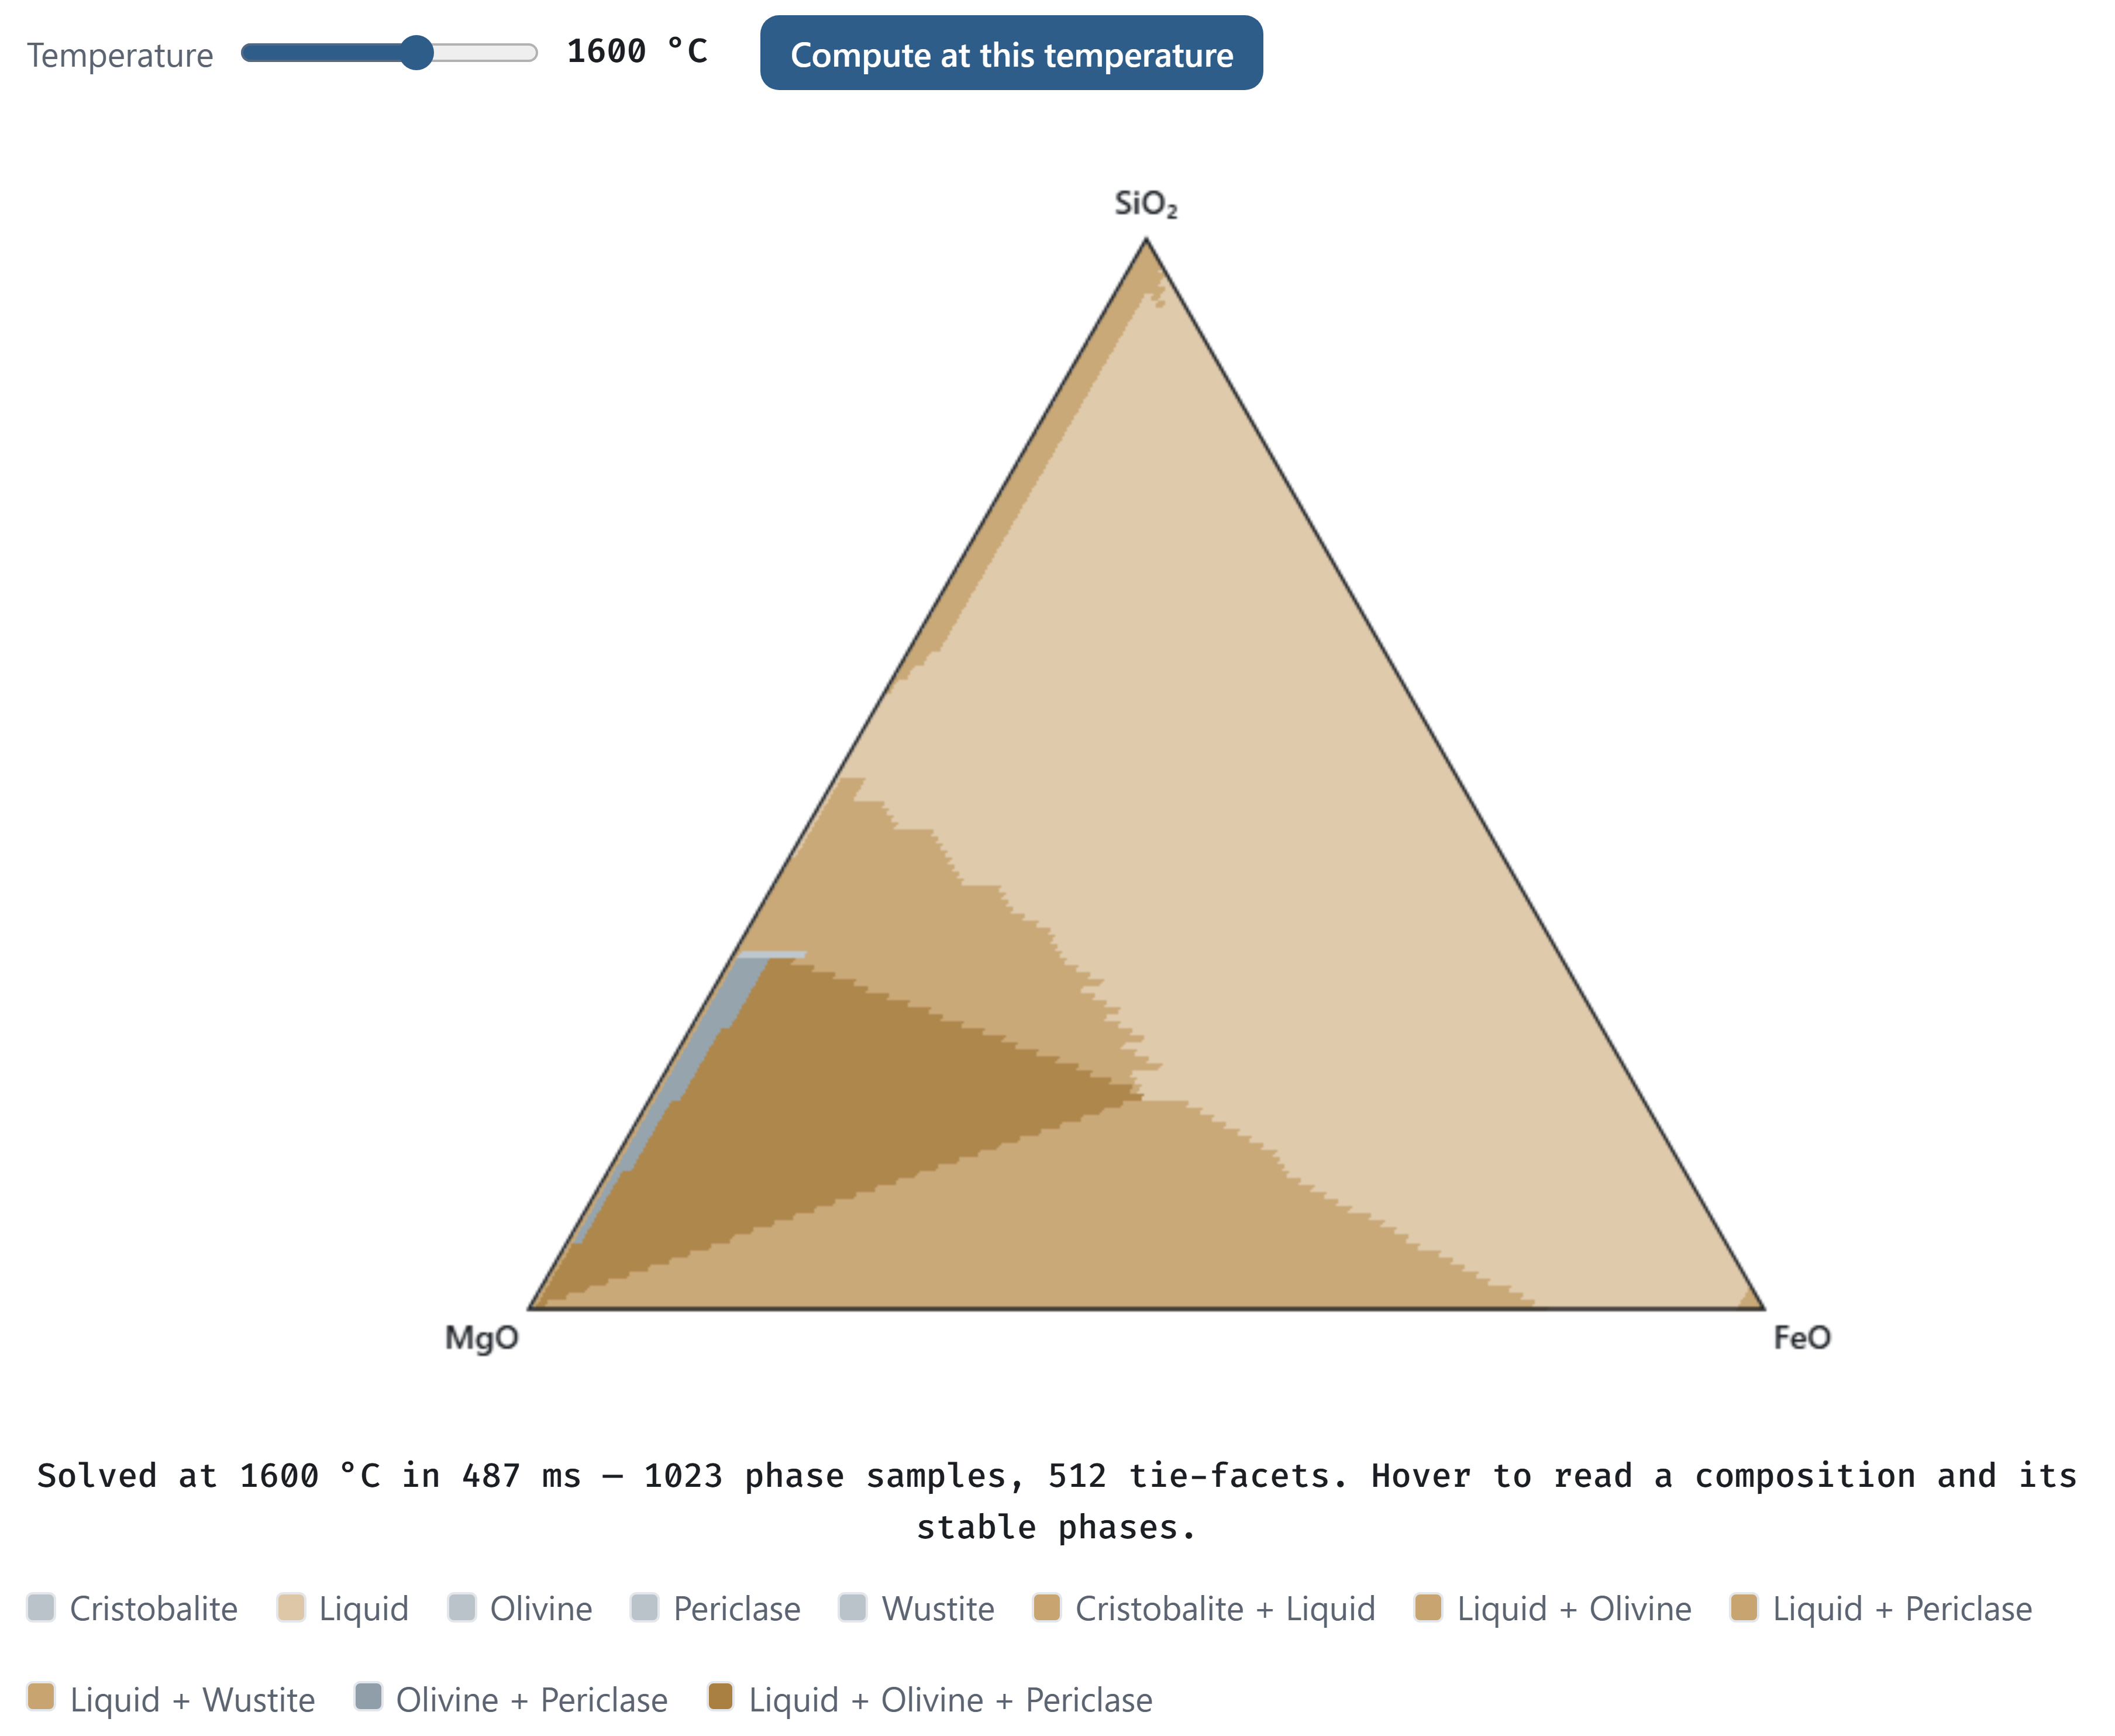 Temperature 1600 °C Compute at this temperature
SiO₂
MgO
FeO
Solved at 1600 °C in 487 ms — 1023 phase samples, 512 tie-facets. Hover to read a composition and its
stable phases.
Cristobalite Liquid Olivine Periclase Wustite Cristobalite + Liquid Liquid + Olivine Liquid + Periclase
Liquid + Wustite Olivine + Periclase Liquid + Olivine + Periclase